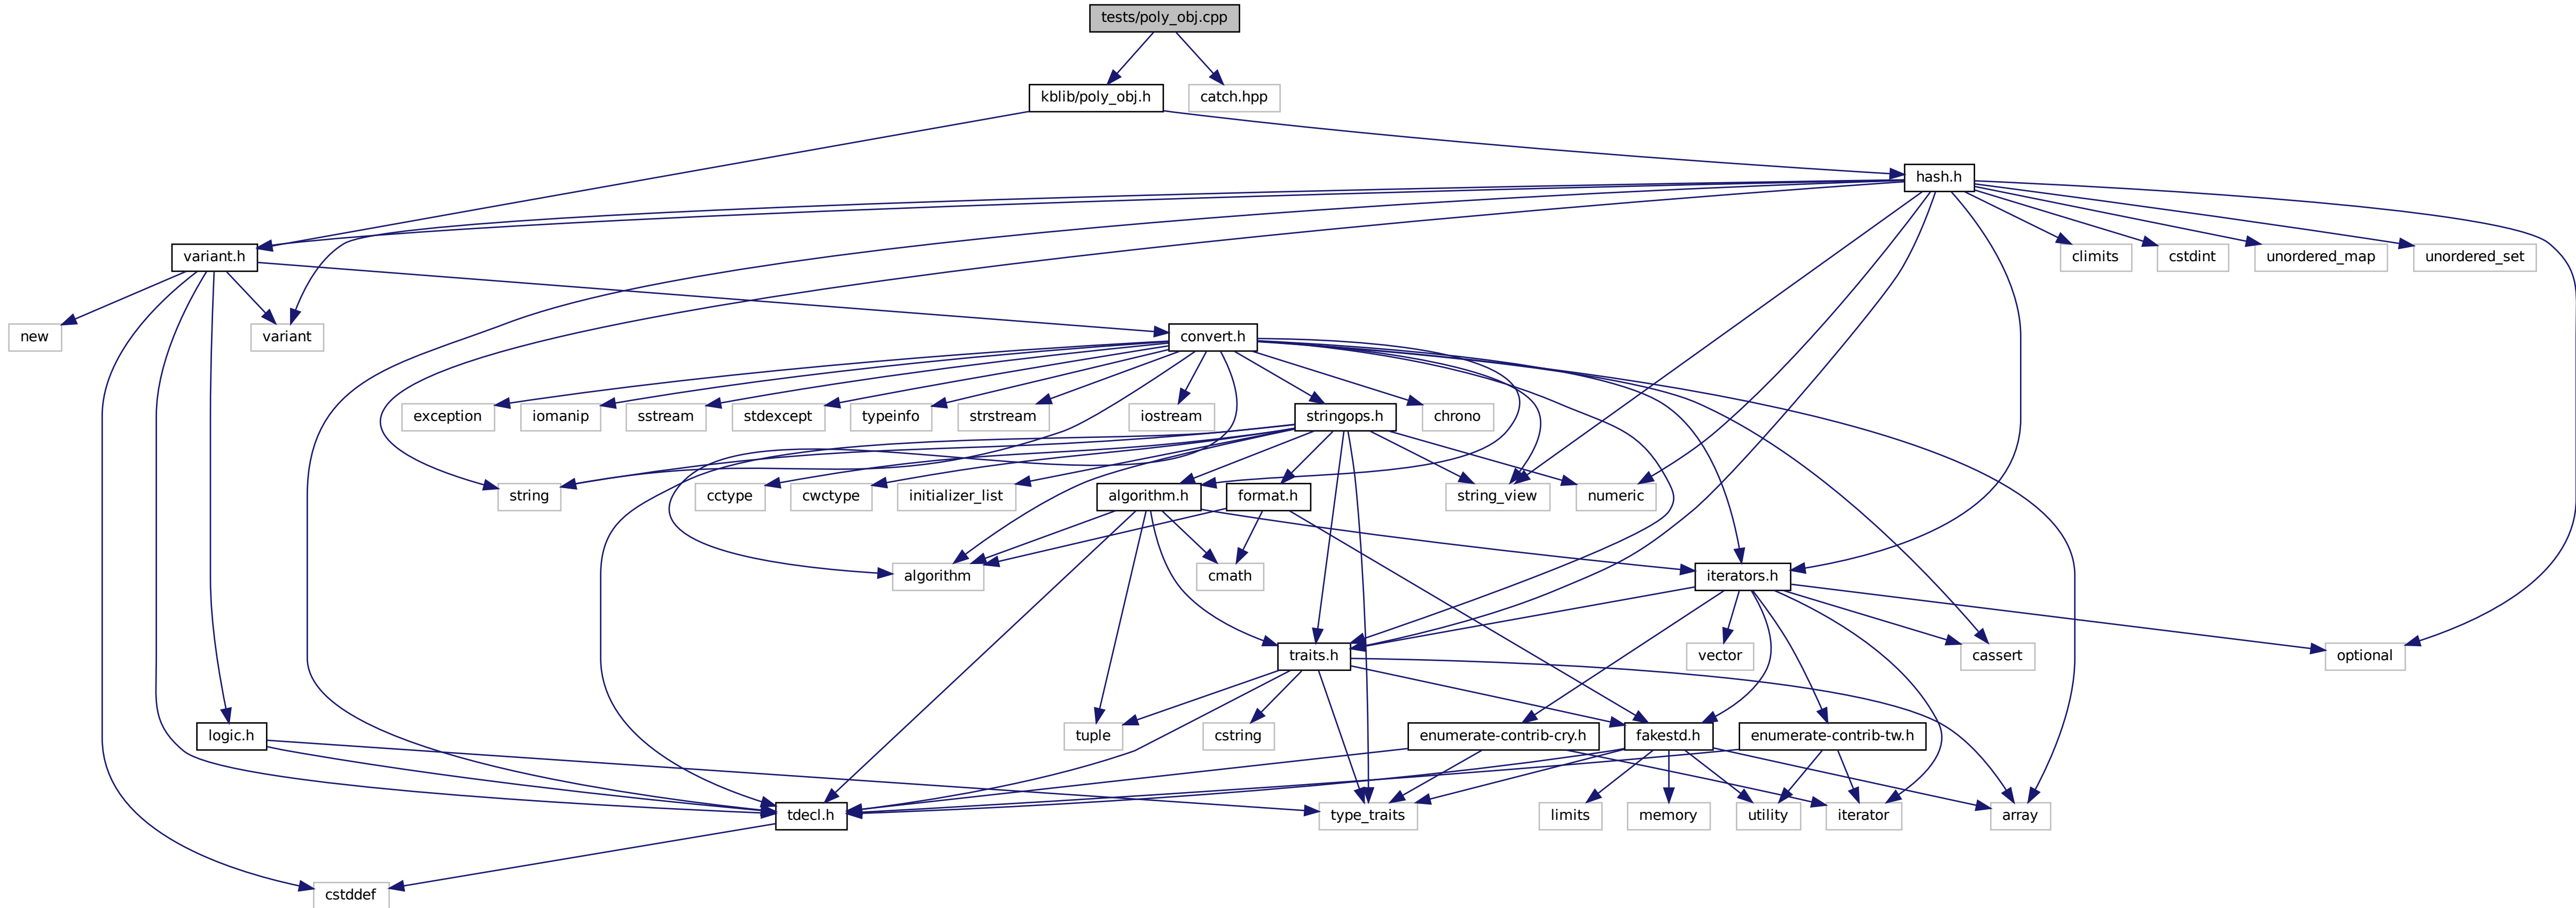 tests/poly_obj.cpp
kblib/poly_obj.h
catch.hpp
hash.h
variant.h
climits
cstdint
unordered_map
unordered_set
new
variant
convert.h
exception
iomanip
sstream
stdexcept
typeinfo
strstream
iostream
stringops.h
chrono
string
cctype
cwctype
initializer_list
algorithm.h
format.h
string_view
numeric
algorithm
cmath
iterators.h
traits.h
vector
cassert
optional
logic.h
tuple
cstring
enumerate-contrib-cry.h
fakestd.h
enumerate-contrib-tw.h
tdecl.h
type_traits
limits
memory
utility
iterator
array
cstddef